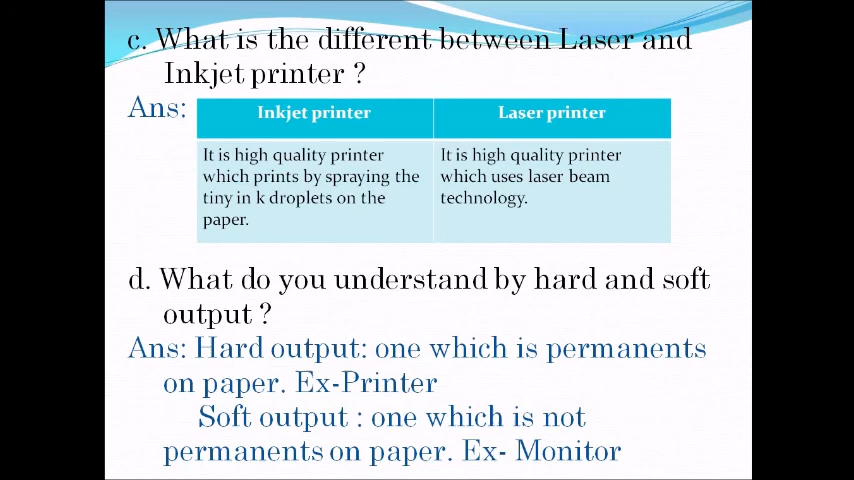 c. What is the different between Laser and
Inkjet printer ?
Ans:
Inkjet printer
Laser printer
It is high quality printer
which prints by spraying the
tiny in k droplets on the
paper.
It is high quality printer
which uses laser beam
technology.
d. What do you understand by hard and soft
output ?
Ans: Hard output: one which is permanents
on paper. Ex-Printer
Soft output : one which is not
permanents on paper. Ex- Monitor